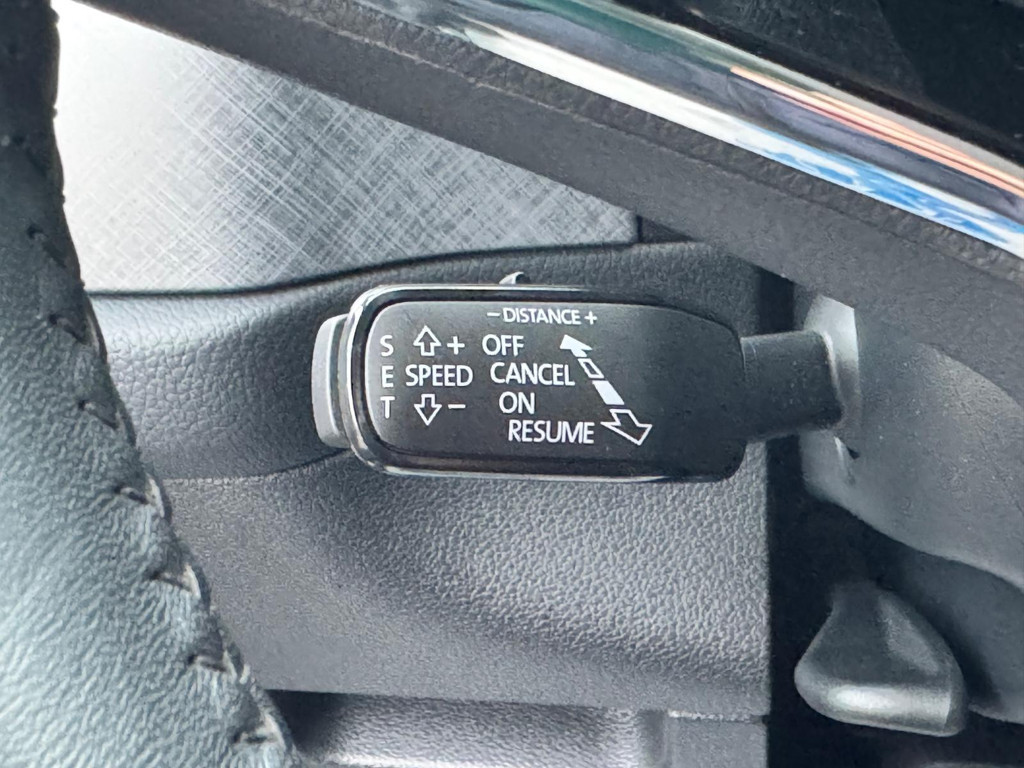 − DISTANCE +
S ⇧ + OFF
E SPEED CANCEL
T ⇩ − ON
RESUME